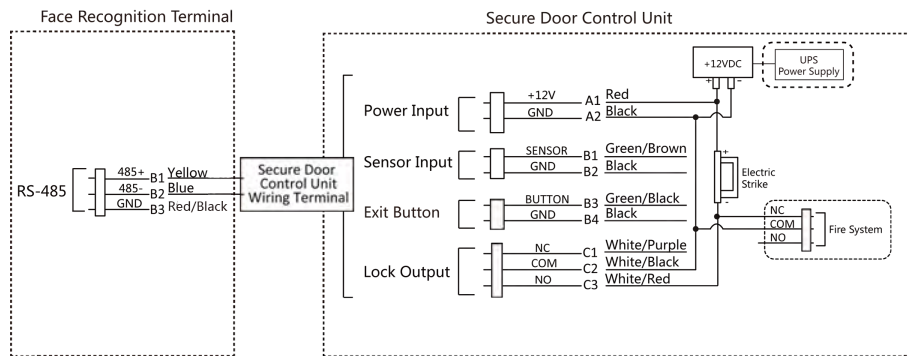 Face Recognition Terminal
Secure Door Control Unit
+12VDC
+ -
UPS
Power Supply
Power Input
+12V A1 Red
GND A2 Black
Sensor Input
SENSOR B1 Green/Brown
GND B2 Black
Exit Button
BUTTON B3 Green/Black
GND B4 Black
Lock Output
NC C1 White/Purple
COM C2 White/Black
NO C3 White/Red
RS-485
485+ B1 Yellow
485- B2 Blue
GND B3 Red/Black
Secure Door
Control Unit
Wiring Terminal
+
Electric
Strike
-
NC
COM
NO
Fire System